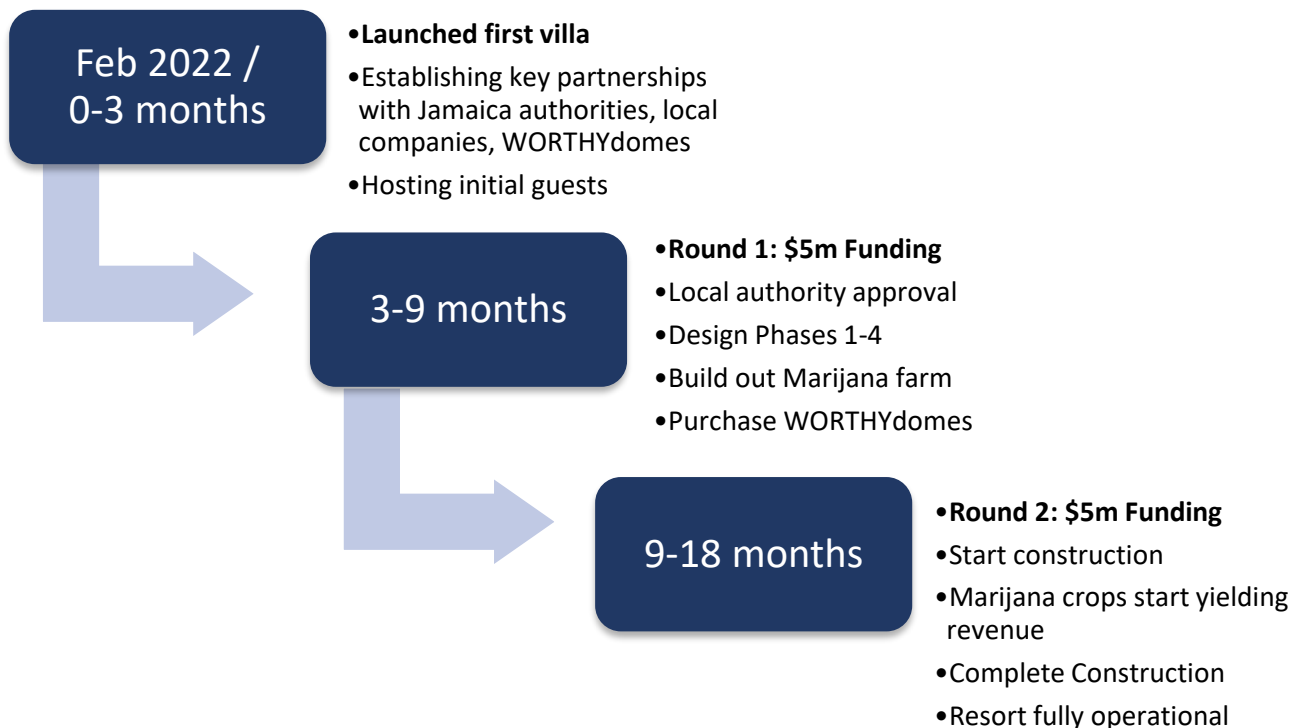 Feb 2022 /
0-3 months
•Launched first villa
•Establishing key partnerships
with Jamaica authorities, local
companies, WORTHYdomes
•Hosting initial guests
3-9 months
•Round 1: $5m Funding
•Local authority approval
•Design Phases 1-4
•Build out Marijana farm
•Purchase WORTHYdomes
9-18 months
•Round 2: $5m Funding
•Start construction
•Marijana crops start yielding
revenue
•Complete Construction
•Resort fully operational